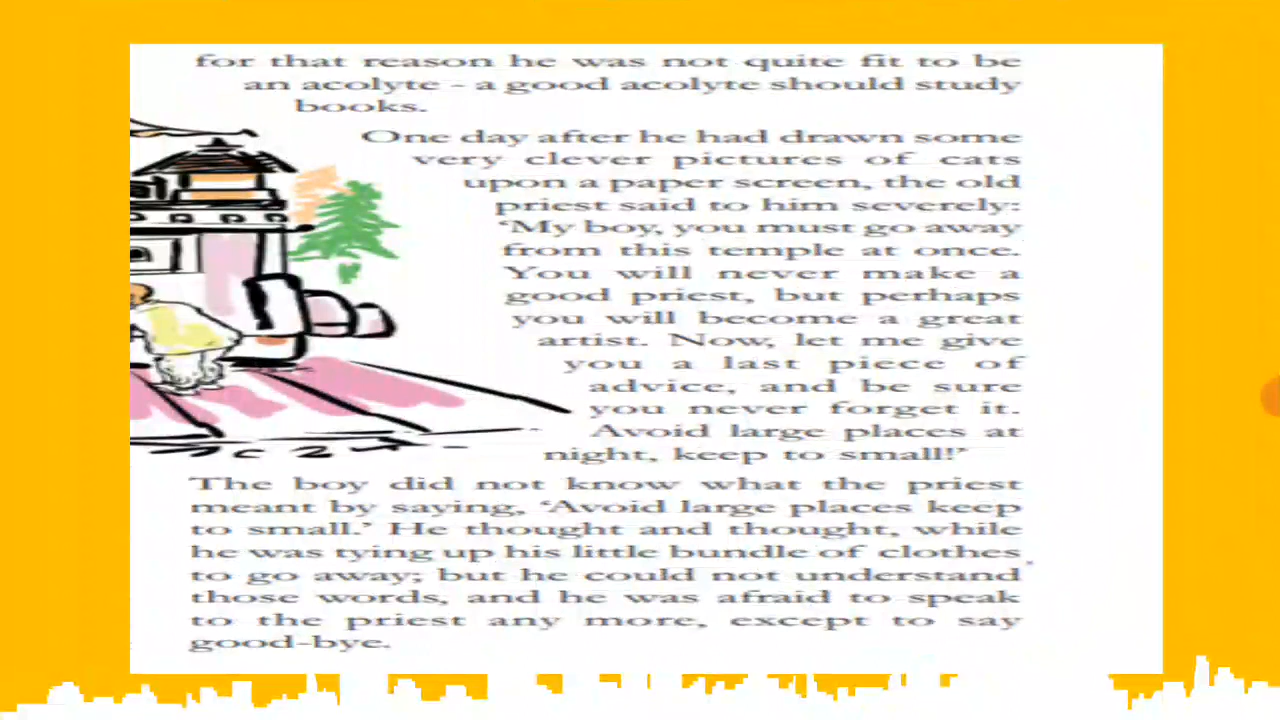 for that reason he was not quite fit to be
an acolyte - a good acolyte should study
books.
One day after he had drawn some
very clever pictures of cats
upon a paper screen, the old
priest said to him severely:
‘My boy, you must go away
from this temple at once.
You will never make a
good priest, but perhaps
you will become a great
artist. Now, let me give
you a last piece of
advice, and be sure
you never forget it.
Avoid large places at
night, keep to small!’
The boy did not know what the priest
meant by saying, ‘Avoid large places keep
to small.’ He thought and thought, while
he was tying up his little bundle of clothes
to go away; but he could not understand
those words, and he was afraid to speak
to the priest any more, except to say
good-bye.